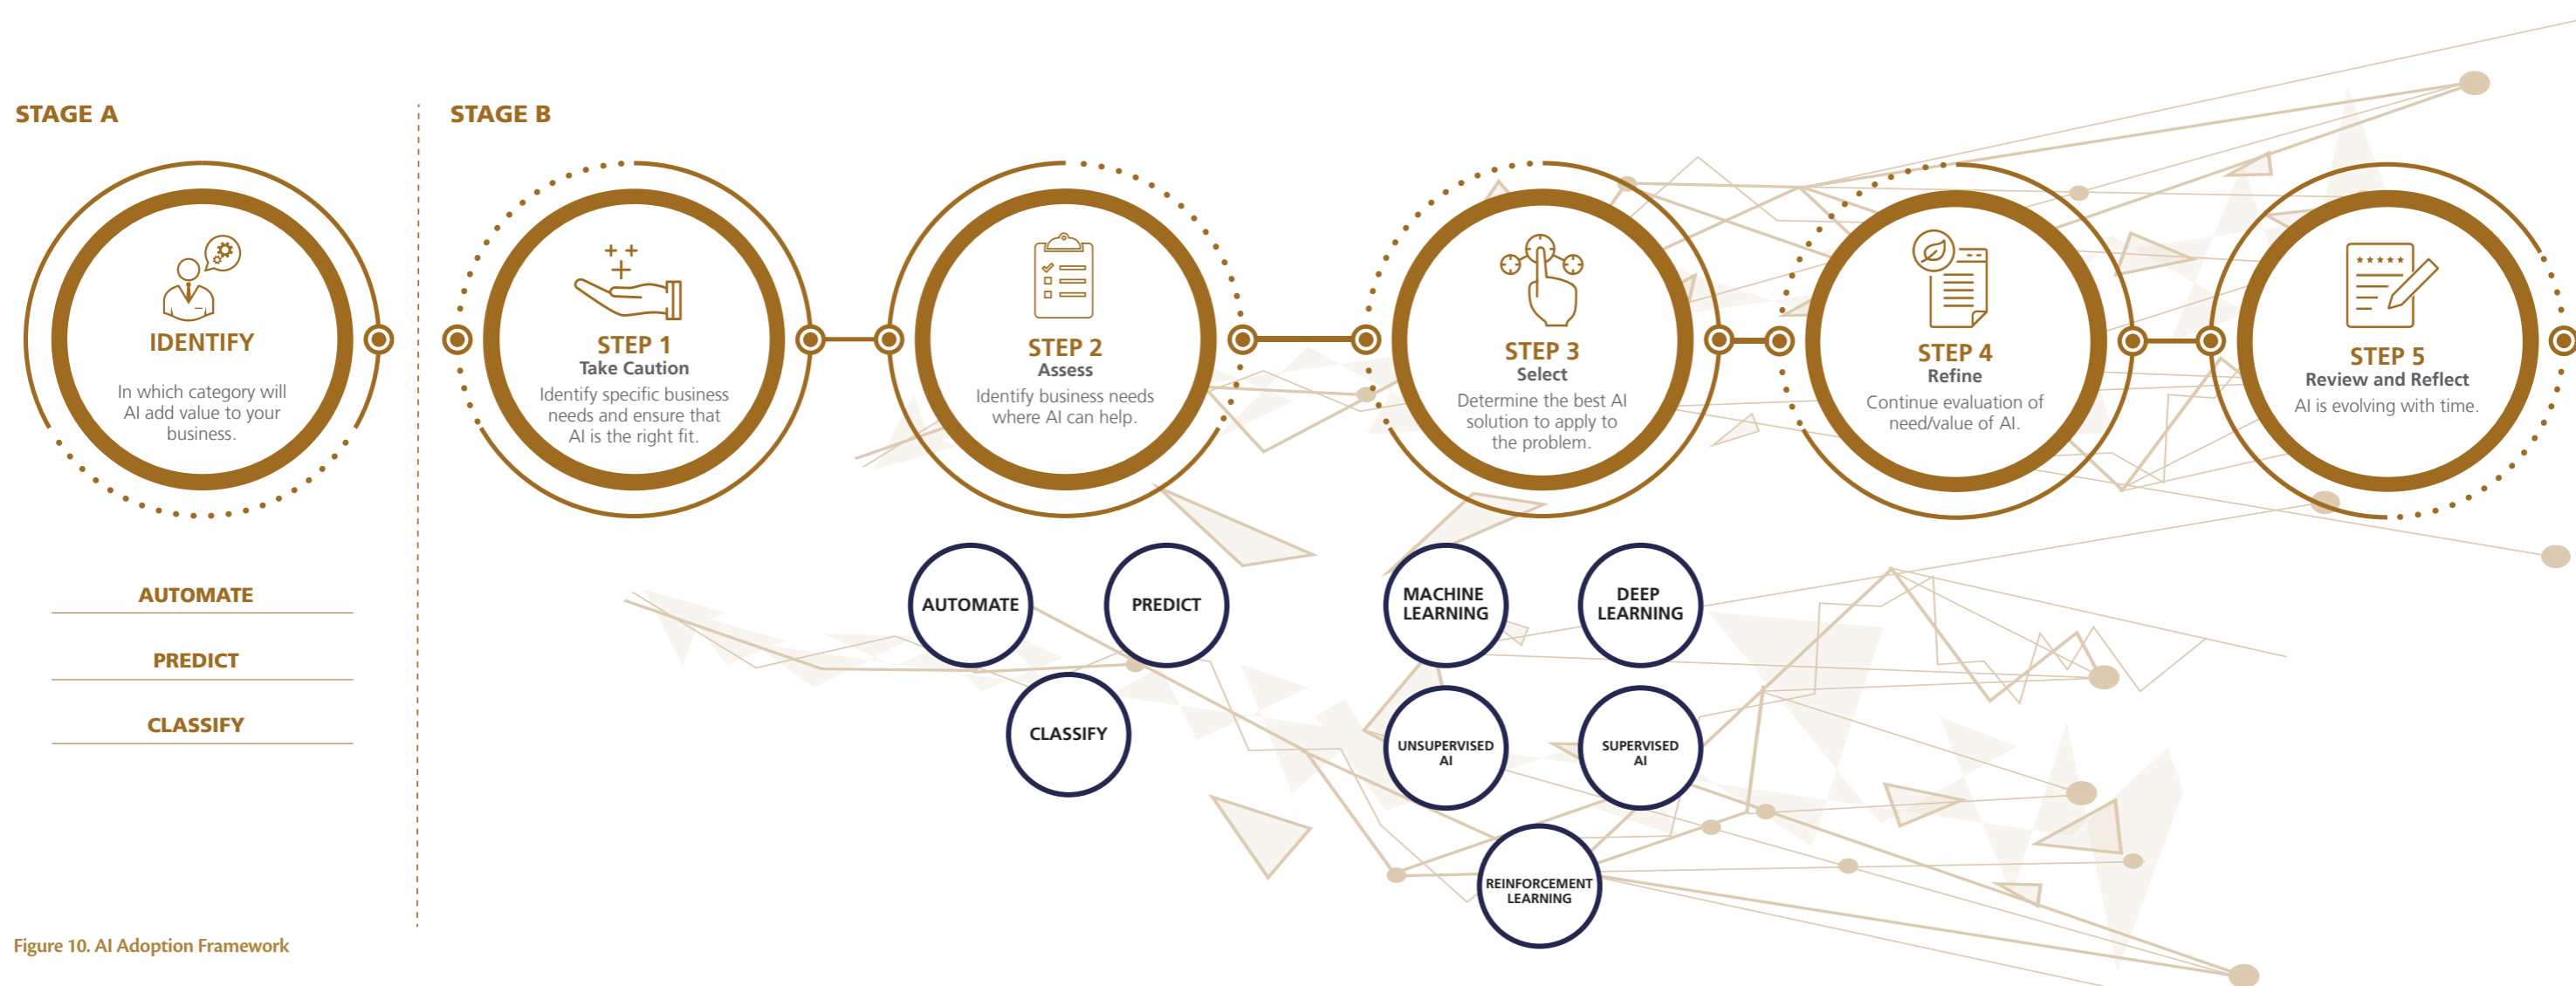 STAGE A
IDENTIFY
In which category will
AI add value to your
business.
AUTOMATE
PREDICT
CLASSIFY
STAGE B
STEP 1
Take Caution
Identify specific business
needs and ensure that
AI is the right fit.
STEP 2
Assess
Identify business needs
where AI can help.
AUTOMATE
PREDICT
CLASSIFY
STEP 3
Select
Determine the best AI
solution to apply to
the problem.
MACHINE
LEARNING
DEEP
LEARNING
UNSUPERVISED
AI
SUPERVISED
AI
REINFORCEMENT
LEARNING
STEP 4
Refine
Continue evaluation of
need/value of AI.
STEP 5
Review and Reflect
AI is evolving with time.
Figure 10. AI Adoption Framework